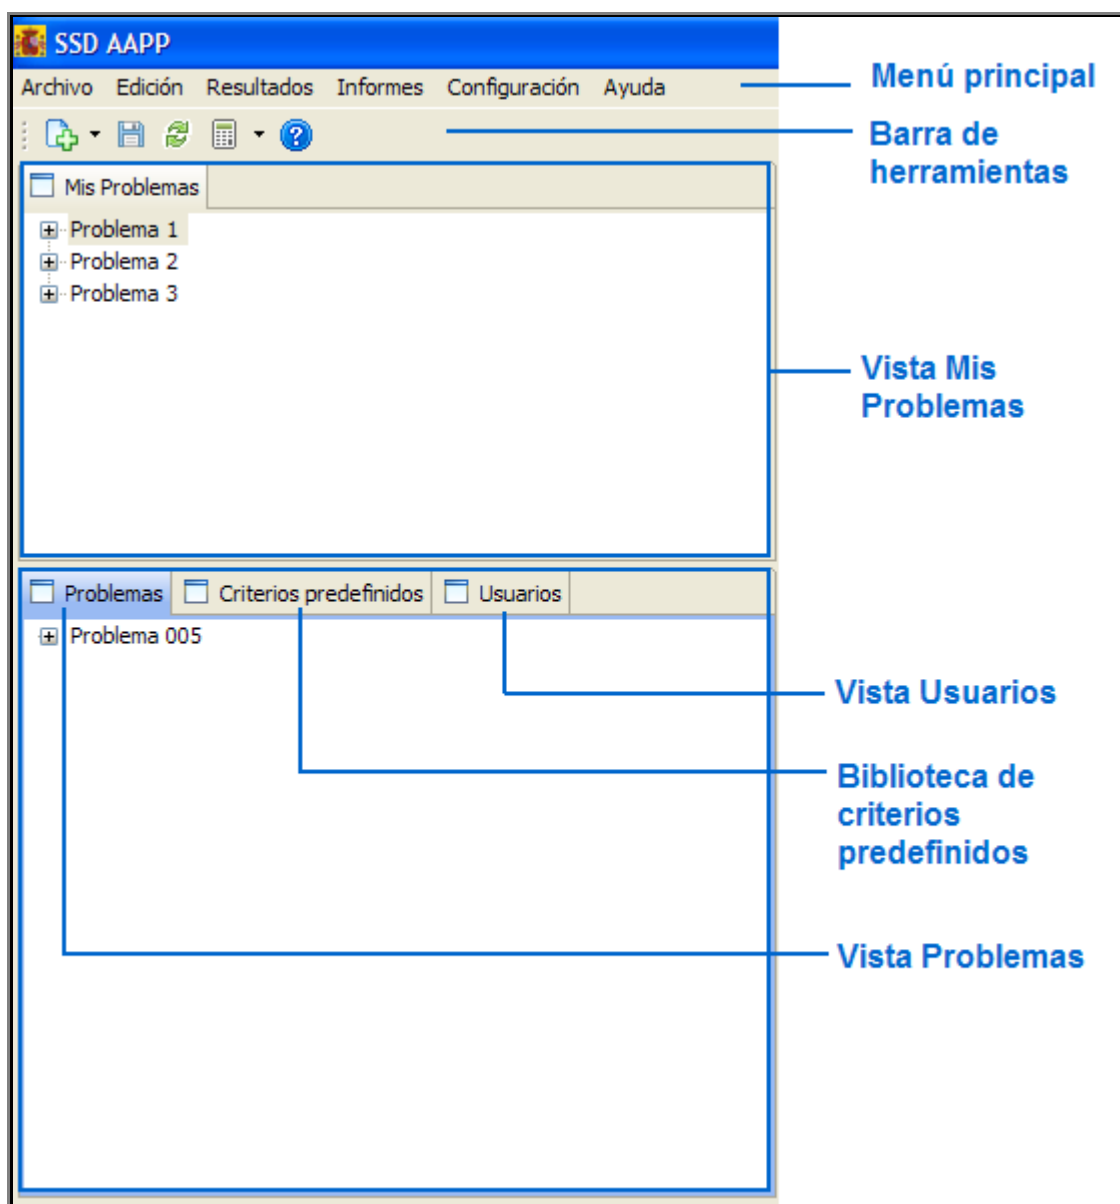 SSD AAPP
Archivo Edición Resultados Informes Configuración Ayuda
Menú principal
Barra de
herramientas
Mis Problemas
Problema 1
Problema 2
Problema 3
Vista Mis
Problemas
Problemas Criterios predefinidos Usuarios
Problema 005
Vista Usuarios
Biblioteca de
criterios
predefinidos
Vista Problemas